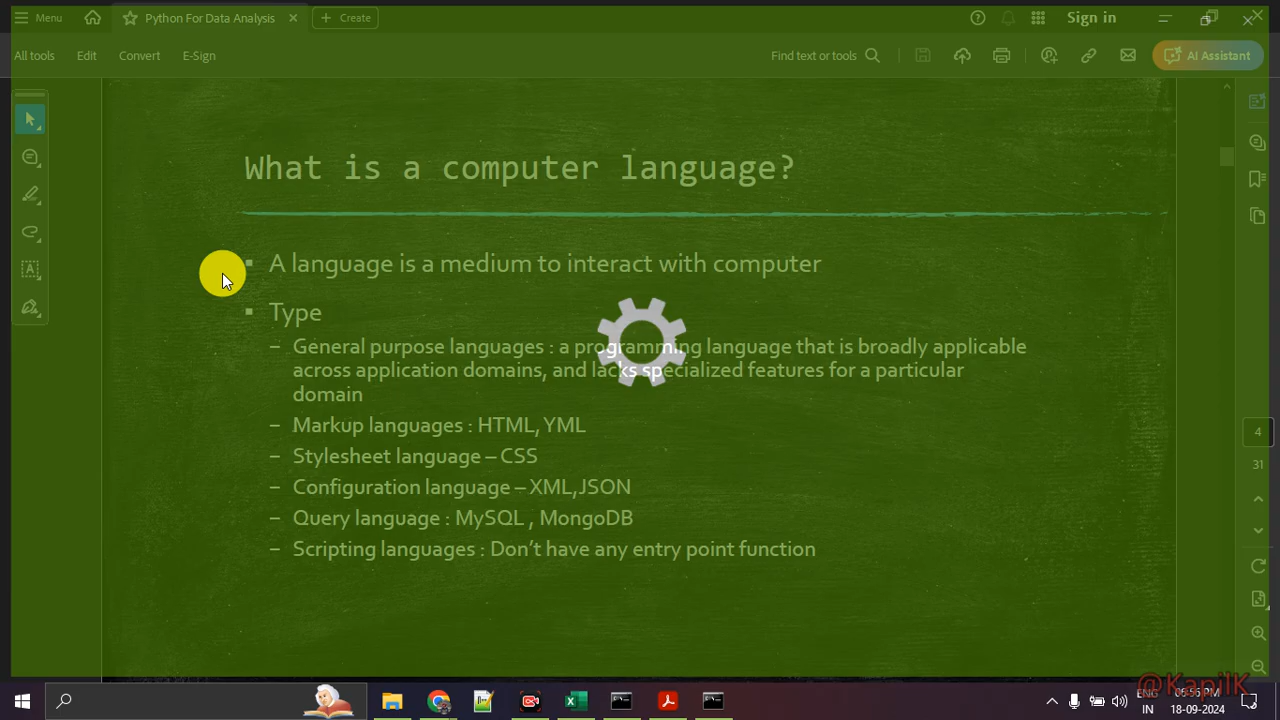 Menu
Python For Data Analysis
Create
Sign in
All tools
Edit
Convert
E-Sign
Find text or tools
AI Assistant
What is a computer language?
▪ A language is a medium to interact with computer
▪ Type
– General purpose languages : a programming language that is broadly applicable
across application domains, and lacks specialized features for a particular
domain
– Markup languages : HTML, YML
– Stylesheet language – CSS
– Configuration language – XML,JSON
– Query language : MySQL , MongoDB
– Scripting languages : Don’t have any entry point function
4
31
@KapilK
ENG
IN
05:55 PM
18-09-2024